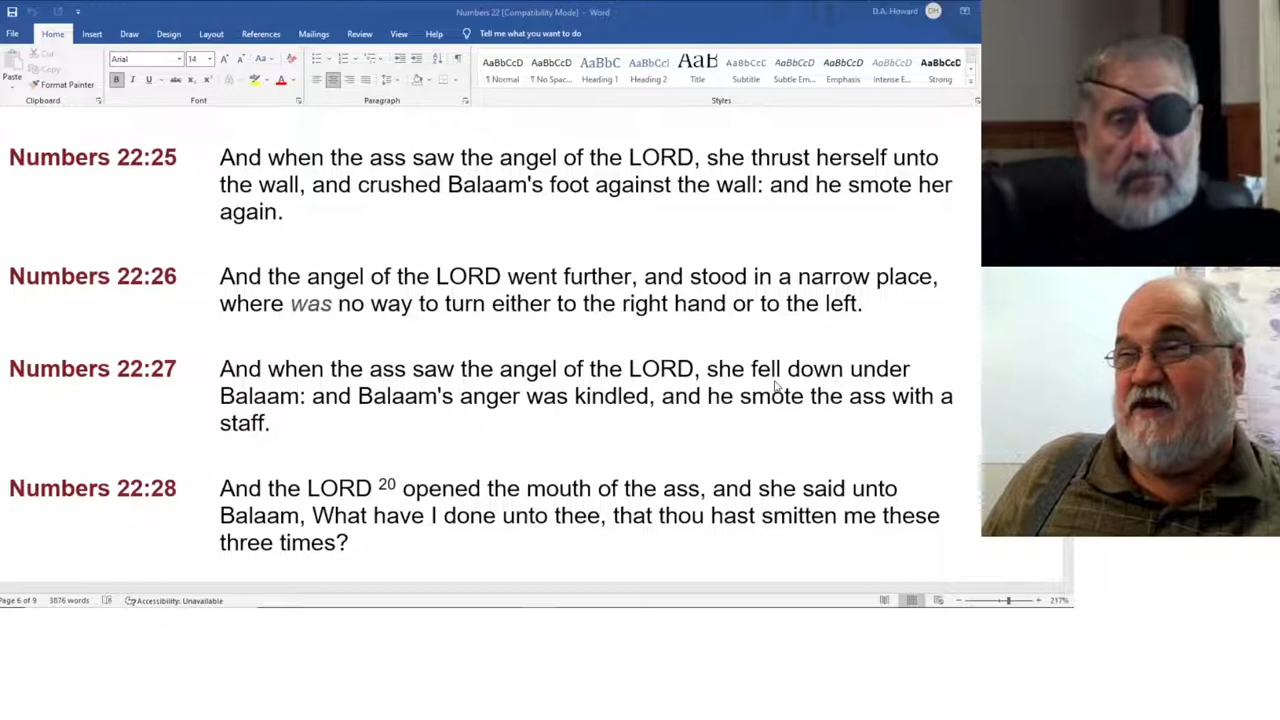 Numbers 22 [Compatibility Mode] - Word
D.A. Howard DH
File Home Insert Draw Design Layout References Mailings Review View Help Tell me what you want to do
Cut
Copy
Paste
Format Painter
Arial 14
AaBbCcD AaBbCcD AaBbC AaBbCcl AaB AaBbCcD AaBbCcD AaBbCcD AaBbCcD AaBbCcD
¶ Normal ¶ No Spac... Heading 1 Heading 2 Title Subtitle Subtle Em... Emphasis Intense E... Strong
Clipboard Font Paragraph Styles
Numbers 22:25 And when the ass saw the angel of the LORD, she thrust herself unto
the wall, and crushed Balaam's foot against the wall: and he smote her
again.
Numbers 22:26 And the angel of the LORD went further, and stood in a narrow place,
where was no way to turn either to the right hand or to the left.
Numbers 22:27 And when the ass saw the angel of the LORD, she fell down under
Balaam: and Balaam's anger was kindled, and he smote the ass with a
staff.
Numbers 22:28 And the LORD 20 opened the mouth of the ass, and she said unto
Balaam, What have I done unto thee, that thou hast smitten me these
three times?
Page 6 of 9 3876 words Accessibility: Unavailable 217%